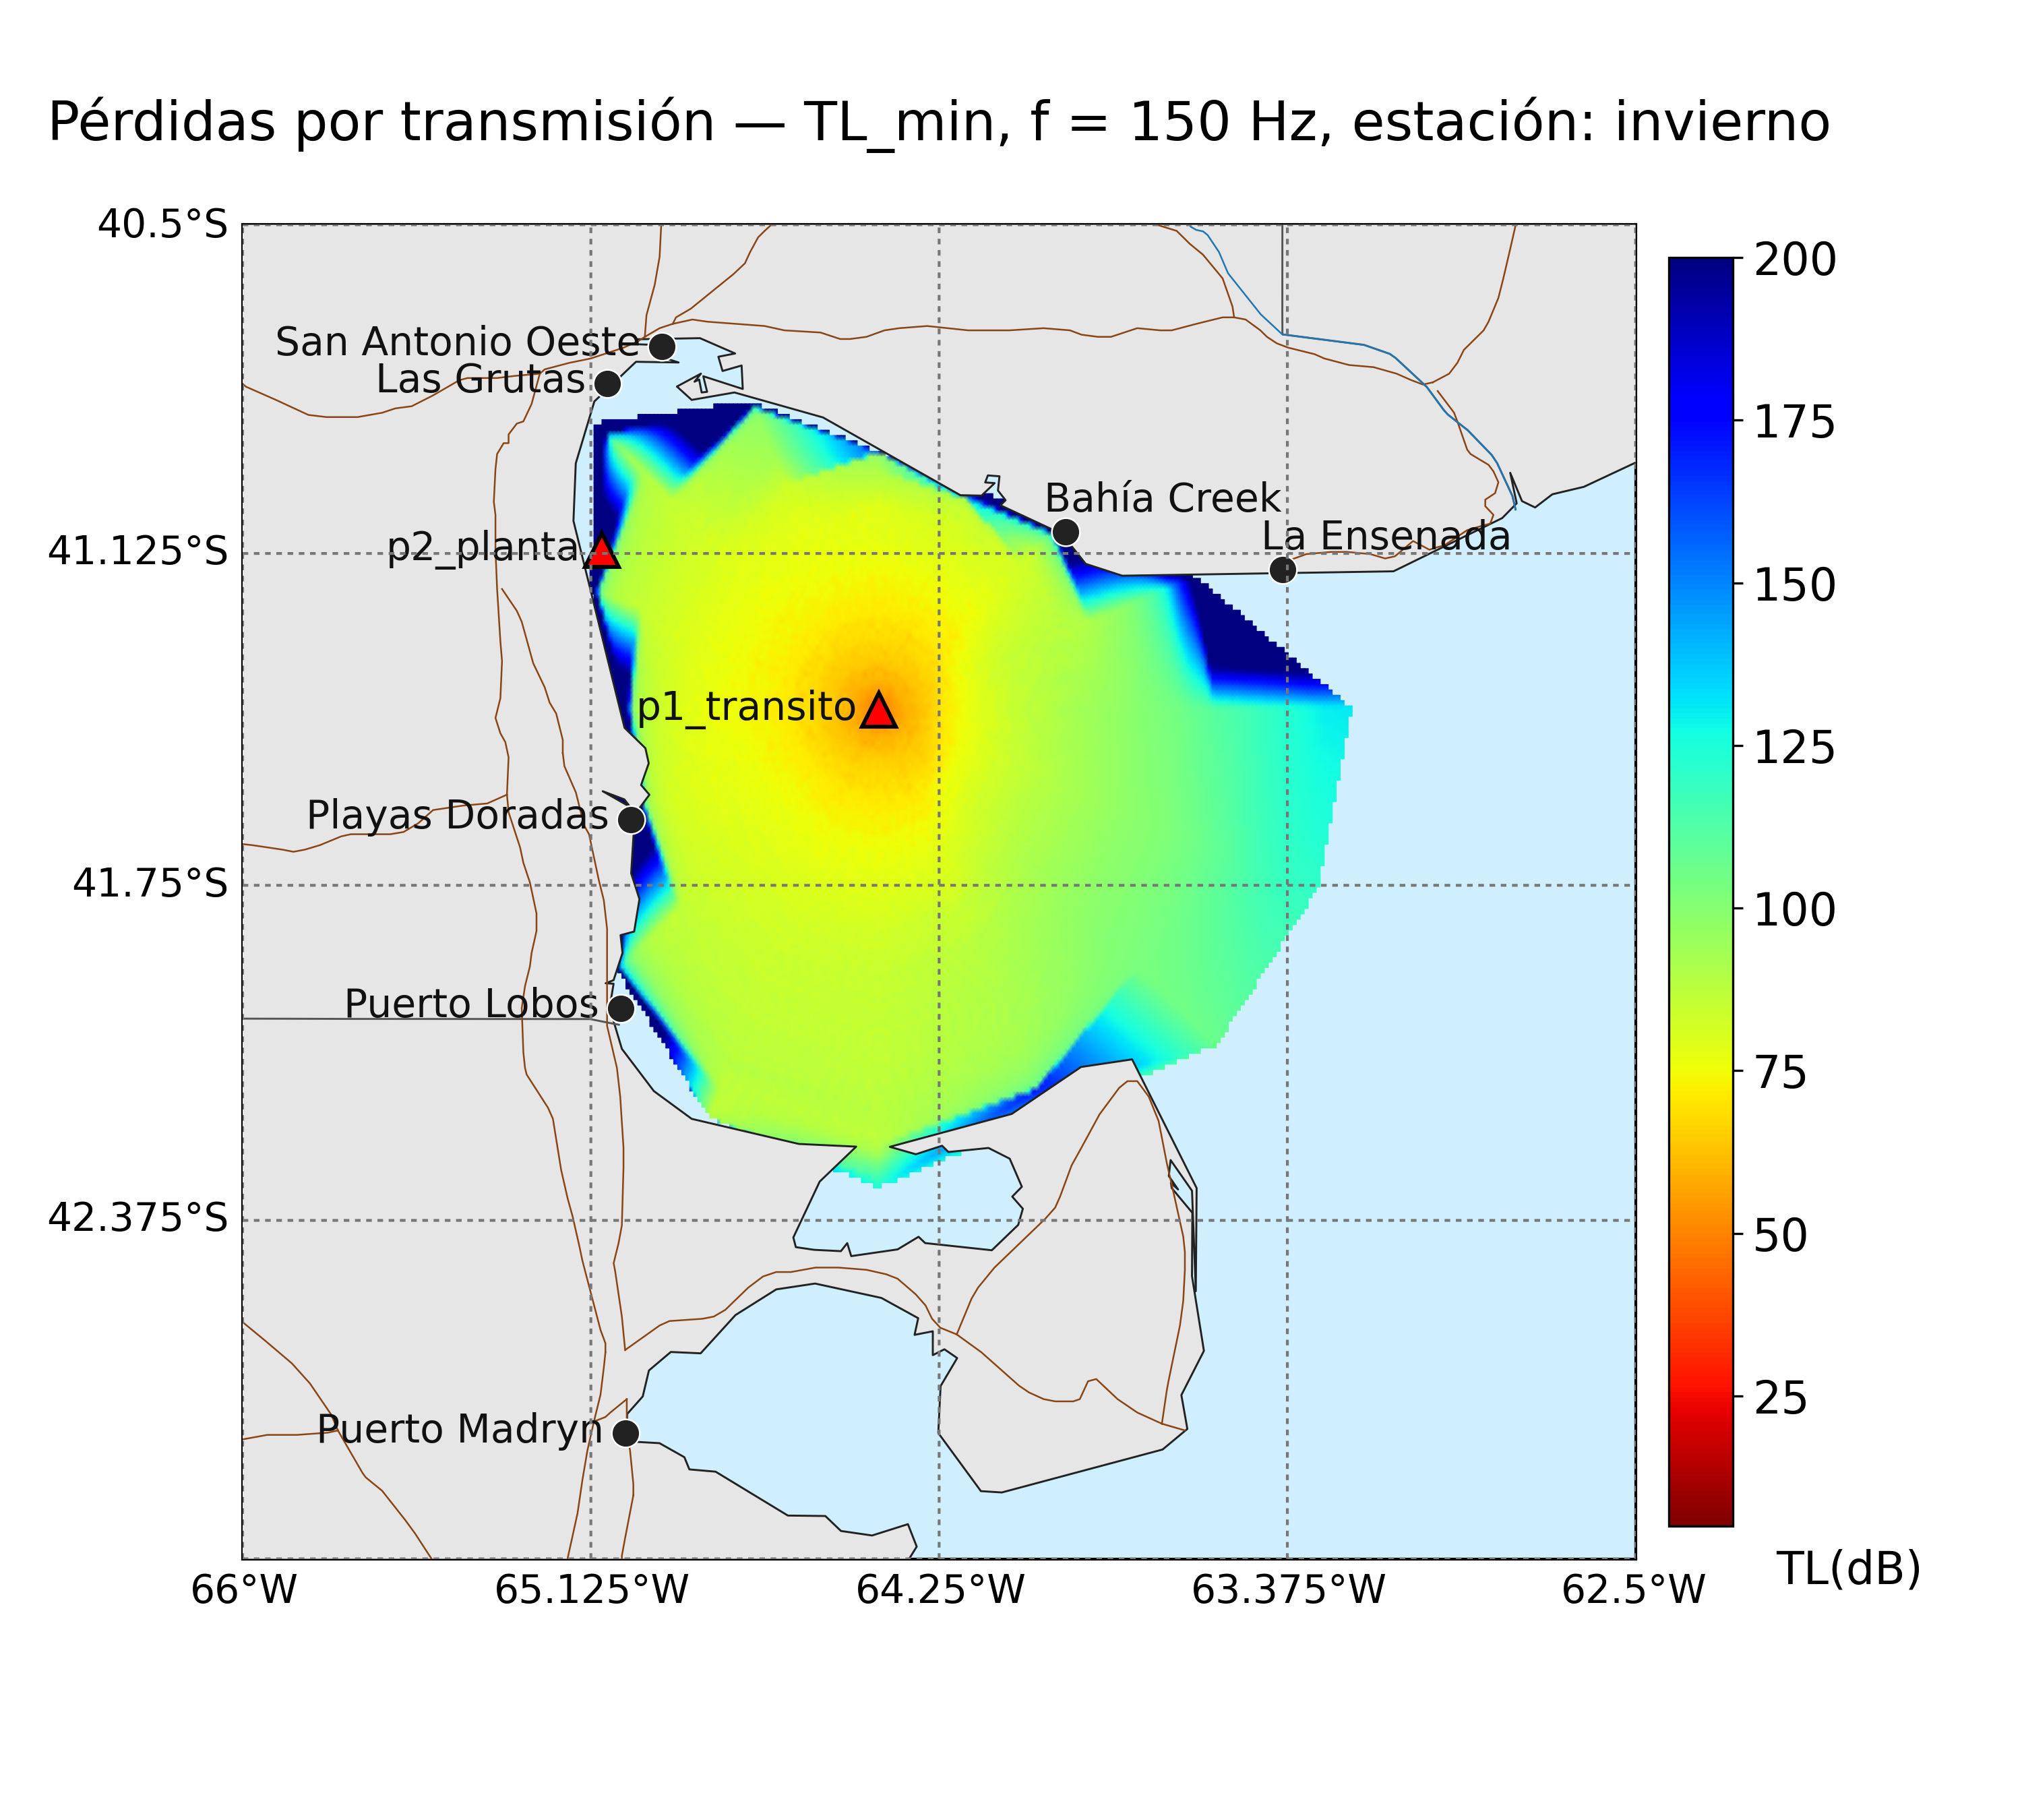 Pérdidas por transmisión — TL_min, f = 150 Hz, estación: invierno
40.5°S
41.125°S
41.75°S
42.375°S
66°W
65.125°W
64.25°W
63.375°W
62.5°W
San Antonio Oeste
Las Grutas
Bahía Creek
La Ensenada
p2_planta
p1_transito
Playas Doradas
Puerto Lobos
Puerto Madryn
200
175
150
125
100
75
50
25
TL(dB)